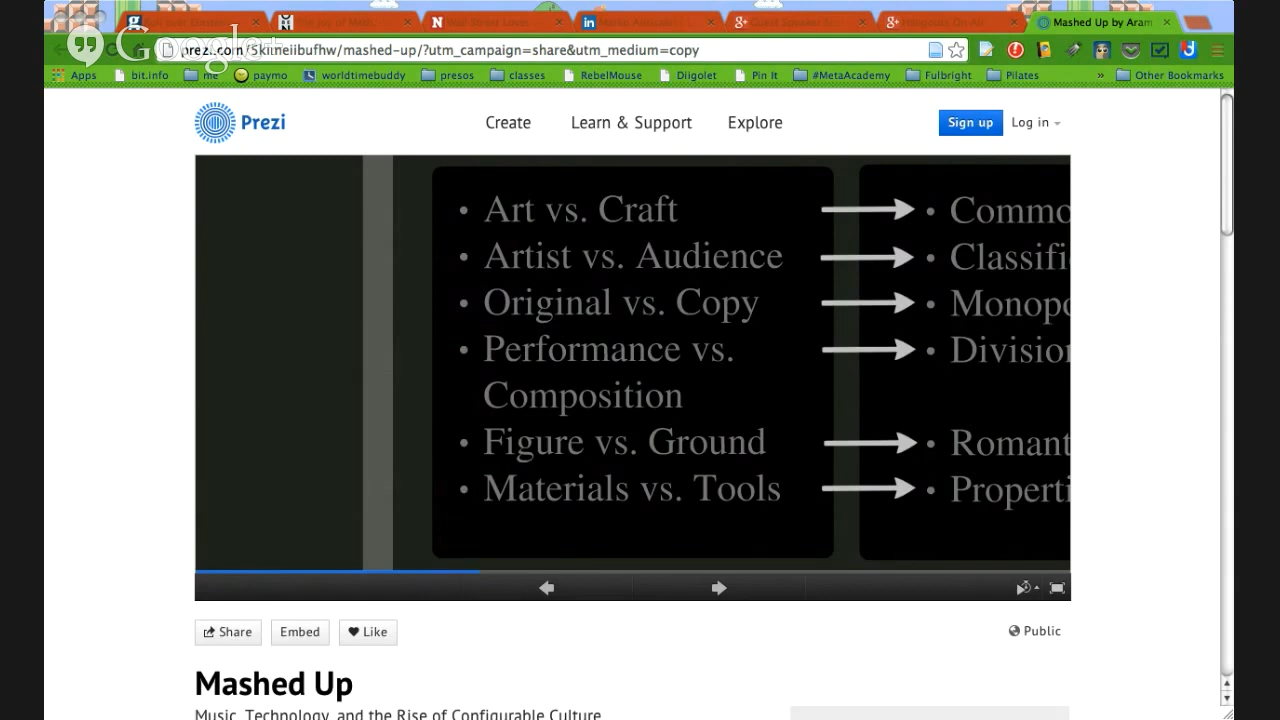 Mashed Up by Aram
Google+
prezi.com/5kimeiibufhw/mashed-up/?utm_campaign=share&utm_medium=copy
Apps bit.info me paymo worldtimebuddy presos classes RebelMouse Diigolet Pin It #MetaAcademy Fulbright Pilates » Other Bookmarks
Prezi Create Learn & Support Explore Sign up Log in
• Art vs. Craft
• Artist vs. Audience
• Original vs. Copy
• Performance vs.
Composition
• Figure vs. Ground
• Materials vs. Tools
• Commo
• Classifi
• Monopo
• Division
• Romant
• Properti
Share Embed Like Public
Mashed Up
Music, Technology, and the Rise of Configurable Culture